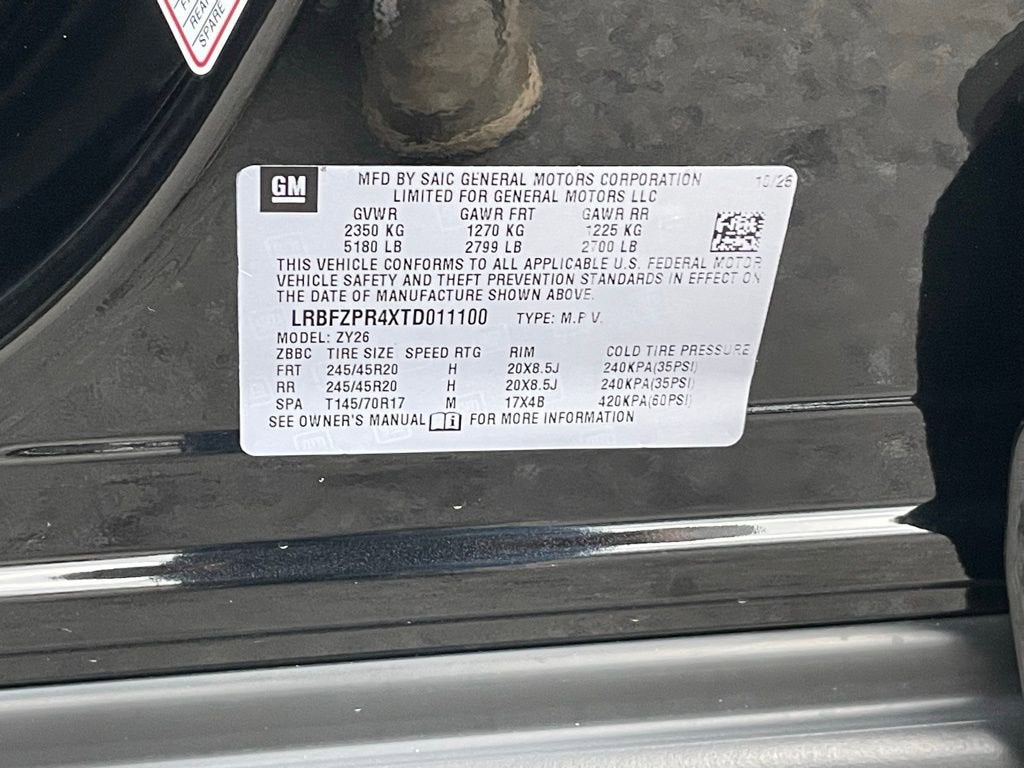 REAR
SPARE
GM
MFD BY SAIC GENERAL MOTORS CORPORATION 10/25
LIMITED FOR GENERAL MOTORS LLC
GVWR GAWR FRT GAWR RR
2350 KG 1270 KG 1225 KG
5180 LB 2799 LB 2700 LB
THIS VEHICLE CONFORMS TO ALL APPLICABLE U.S. FEDERAL MOTOR
VEHICLE SAFETY AND THEFT PREVENTION STANDARDS IN EFFECT ON
THE DATE OF MANUFACTURE SHOWN ABOVE.
LRBFZPR4XTD011100 TYPE: M.P.V.
MODEL: ZY26
ZBBC TIRE SIZE SPEED RTG RIM COLD TIRE PRESSURE
FRT 245/45R20 H 20X8.5J 240KPA(35PSI)
RR 245/45R20 H 20X8.5J 240KPA(35PSI)
SPA T145/70R17 M 17X4B 420KPA(60PSI)
SEE OWNER'S MANUAL i FOR MORE INFORMATION